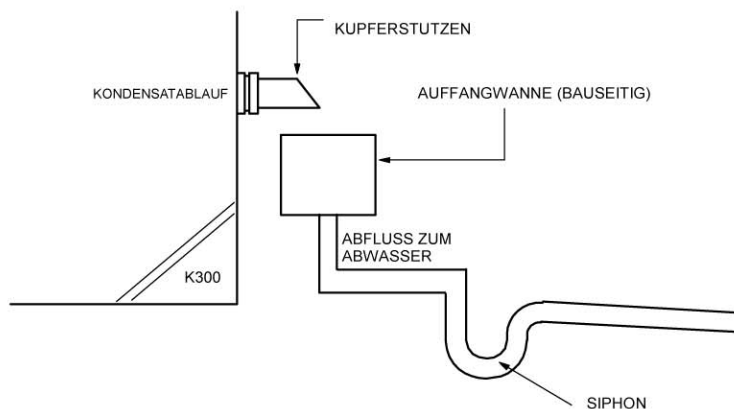 KUPFERSTUTZEN
KONDENSATABLAUF
AUFFANGWANNE (BAUSEITIG)
ABFLUSS ZUM
ABWASSER
K300
SIPHON